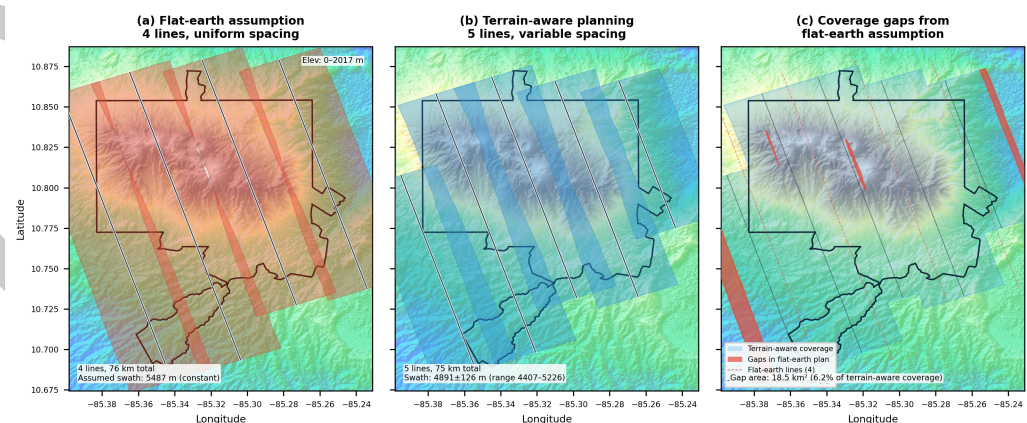 (a) Flat-earth assumption
4 lines, uniform spacing
(b) Terrain-aware planning
5 lines, variable spacing
(c) Coverage gaps from
flat-earth assumption
Elev: 0–2017 m
10.875
10.850
10.825
10.800
10.775
10.750
10.725
10.700
10.675
Latitude
4 lines, 76 km total
Assumed swath: 5487 m (constant)
5 lines, 75 km total
Swath: 4891±126 m (range 4407–5226)
Terrain-aware coverage
Gaps in flat-earth plan
Flat-earth lines (4)
Gap area: 18.5 km² (6.2% of terrain-aware coverage)
−85.38 −85.36 −85.34 −85.32 −85.30 −85.28 −85.26 −85.24
−85.38 −85.36 −85.34 −85.32 −85.30 −85.28 −85.26 −85.24
−85.38 −85.36 −85.34 −85.32 −85.30 −85.28 −85.26 −85.24
Longitude
Longitude
Longitude